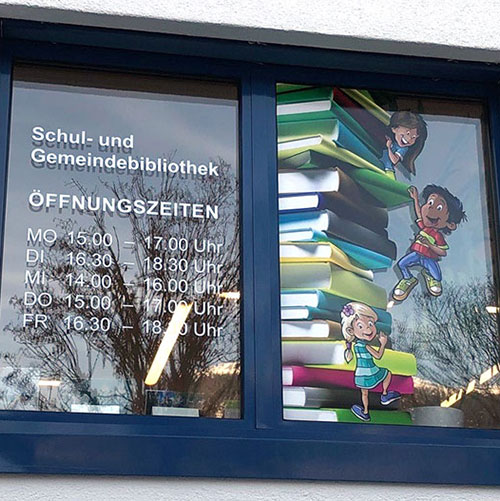 Schul- und
Gemeindebibliothek
ÖFFNUNGSZEITEN
MO 15.00 – 17.00 Uhr
DI 16.30 – 18.30 Uhr
MI 14.00 – 16.00 Uhr
DO 15.00 – 17.00 Uhr
FR 16.30 – 18.30 Uhr